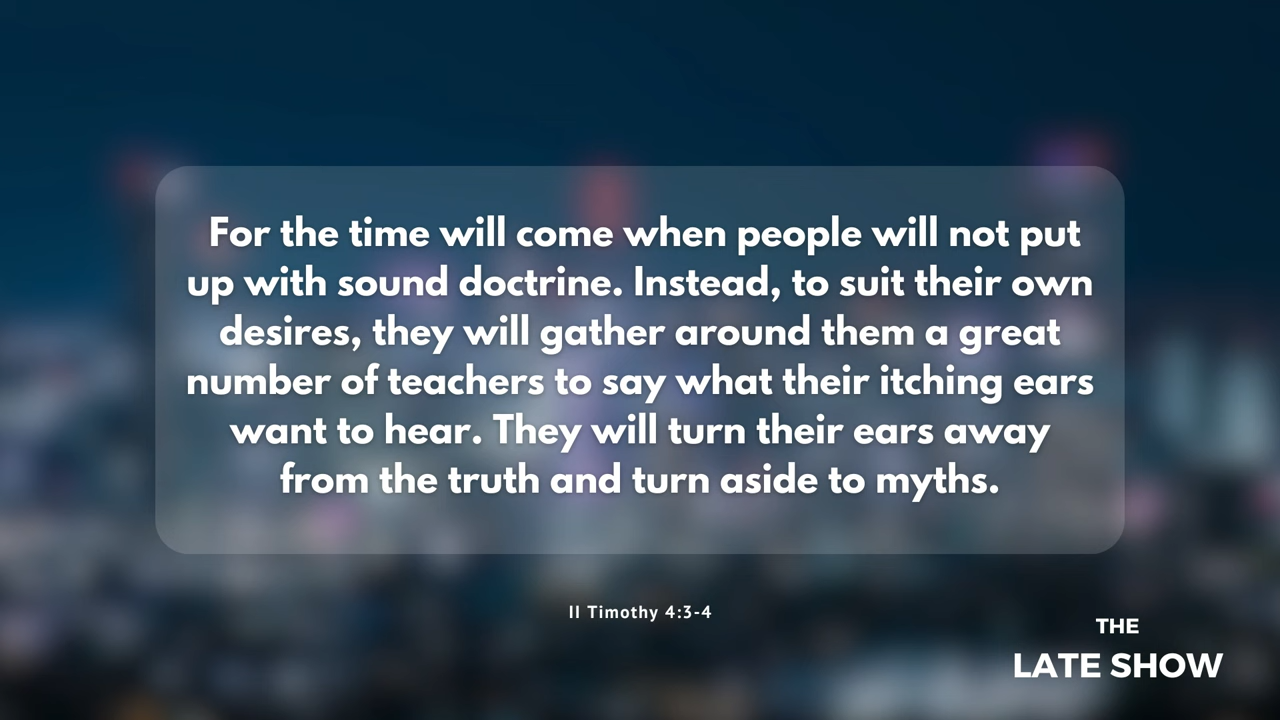 For the time will come when people will not put
up with sound doctrine. Instead, to suit their own
desires, they will gather around them a great
number of teachers to say what their itching ears
want to hear. They will turn their ears away
from the truth and turn aside to myths.
II Timothy 4:3-4
THE
LATE SHOW